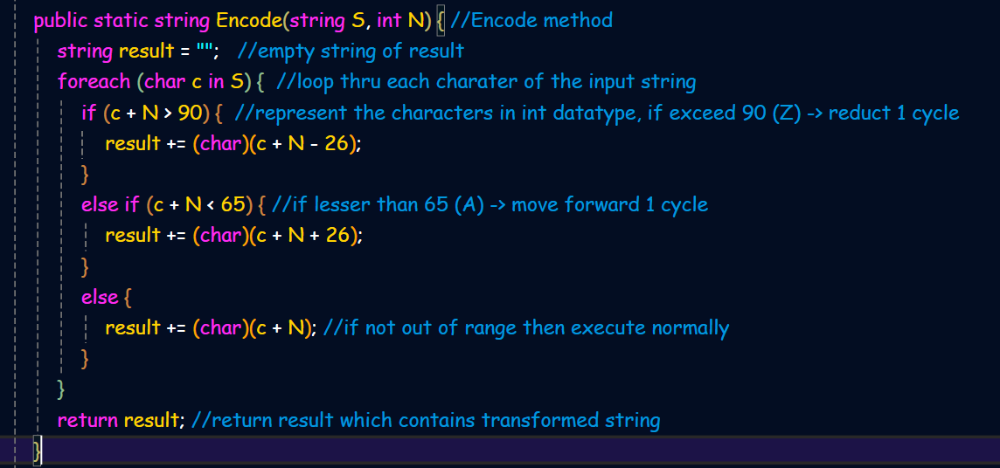 public static string Encode(string S, int N) { //Encode method
string result = ""; //empty string of result
foreach (char c in S) { //loop thru each charater of the input string
if (c + N > 90) { //represent the characters in int datatype, if exceed 90 (Z) -> reduct 1 cycle
result += (char)(c + N - 26);
}
else if (c + N < 65) { //if lesser than 65 (A) -> move forward 1 cycle
result += (char)(c + N + 26);
}
else {
result += (char)(c + N); //if not out of range then execute normally
}
}
return result; //return result which contains transformed string
}